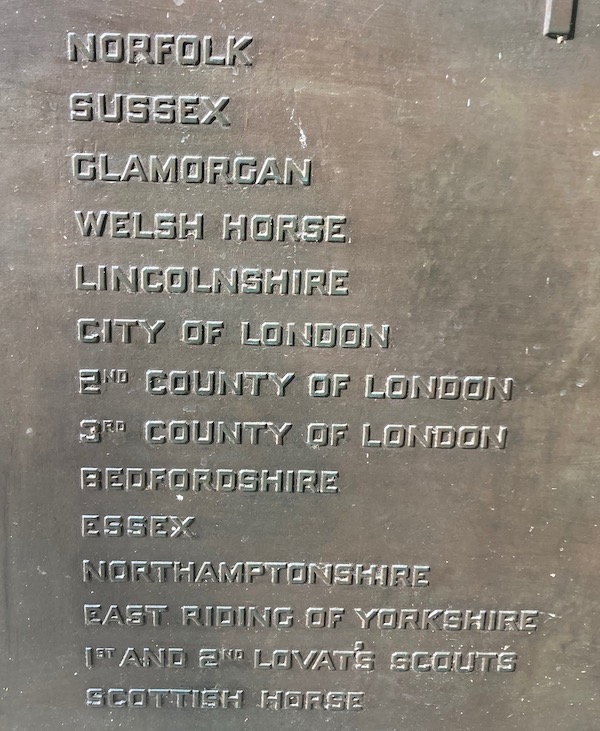 NORFOLK
SUSSEX
GLAMORGAN
WELSH HORSE
LINCOLNSHIRE
CITY OF LONDON
2ND COUNTY OF LONDON
3RD COUNTY OF LONDON
BEDFORDSHIRE
ESSEX
NORTHAMPTONSHIRE
EAST RIDING OF YORKSHIRE
1ST AND 2ND LOVAT'S SCOUTS
SCOTTISH HORSE